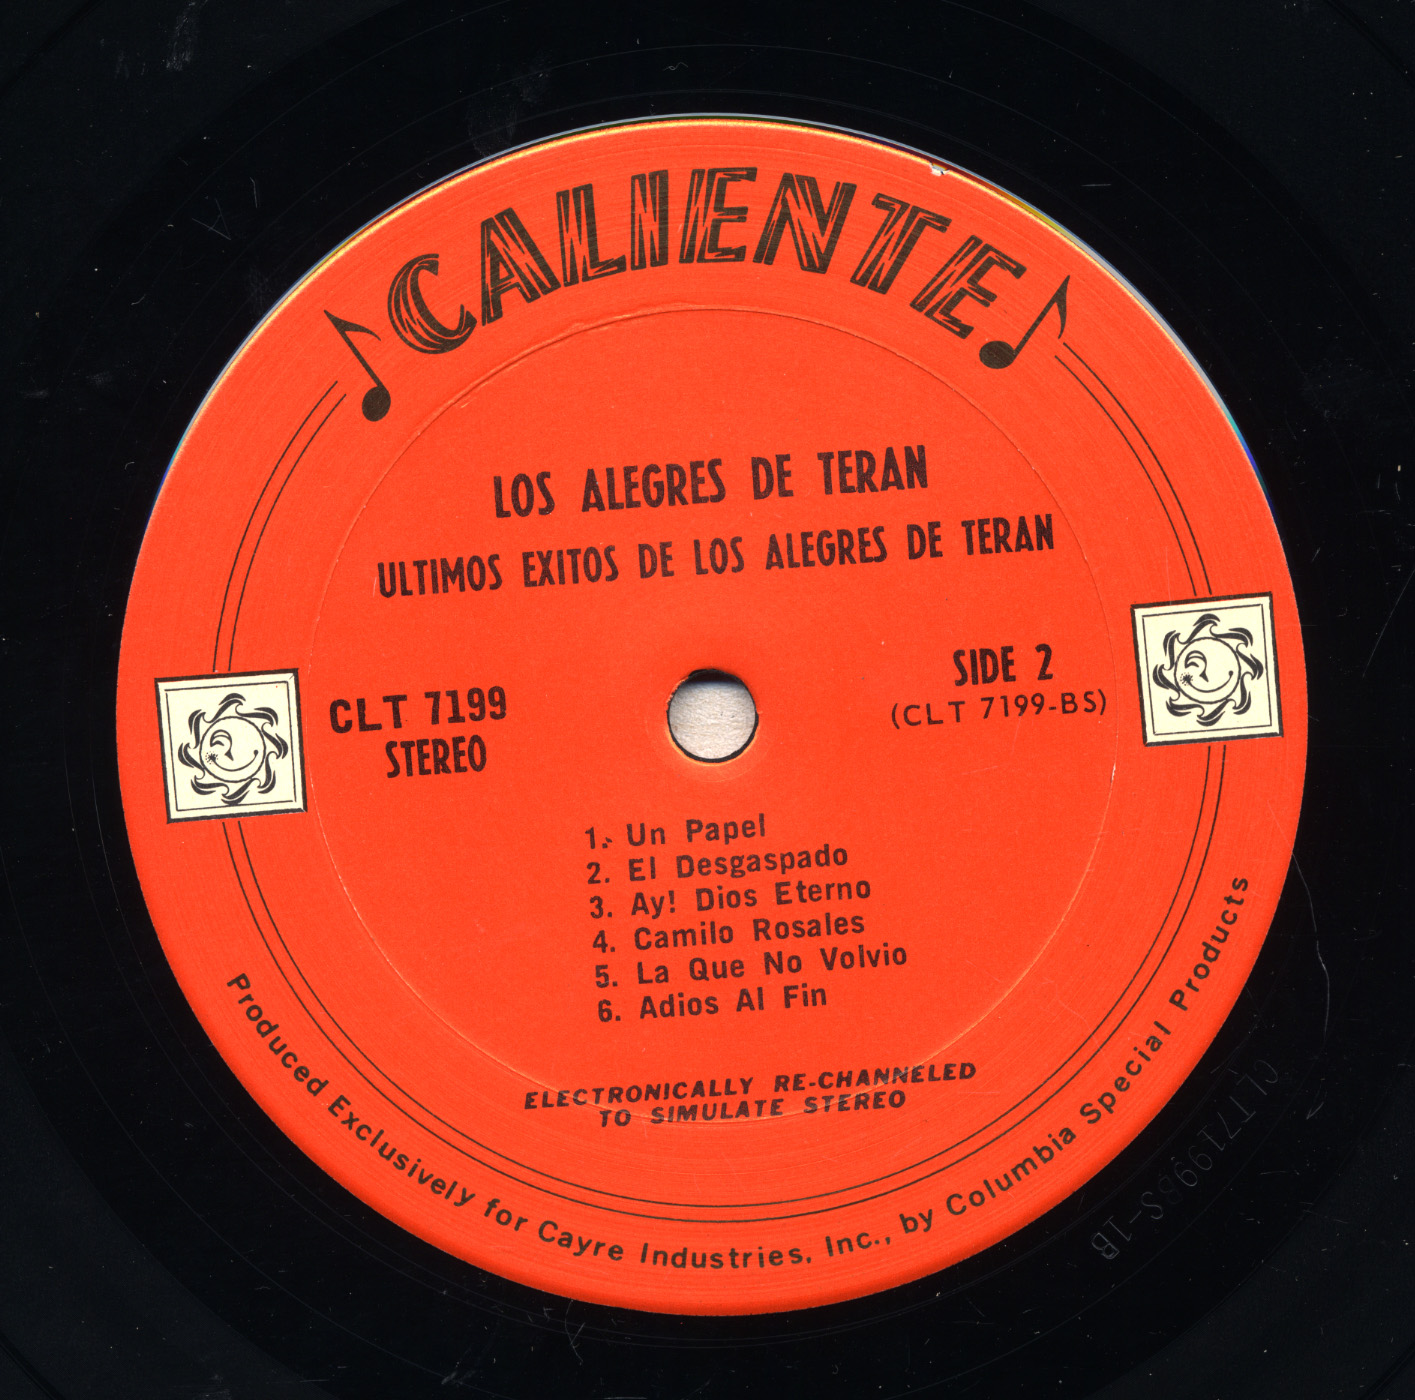 CALIENTE
LOS ALEGRES DE TERAN
ULTIMOS EXITOS DE LOS ALEGRES DE TERAN
CLT 7199
STEREO
SIDE 2
(CLT 7199-BS)
1. Un Papel
2. El Desgaspado
3. Ay! Dios Eterno
4. Camilo Rosales
5. La Que No Volvio
6. Adios Al Fin
ELECTRONICALLY RE-CHANNELED
TO SIMULATE STEREO
Produced Exclusively for Cayre Industries, Inc., by Columbia Special Products
CLT7199BS-1B